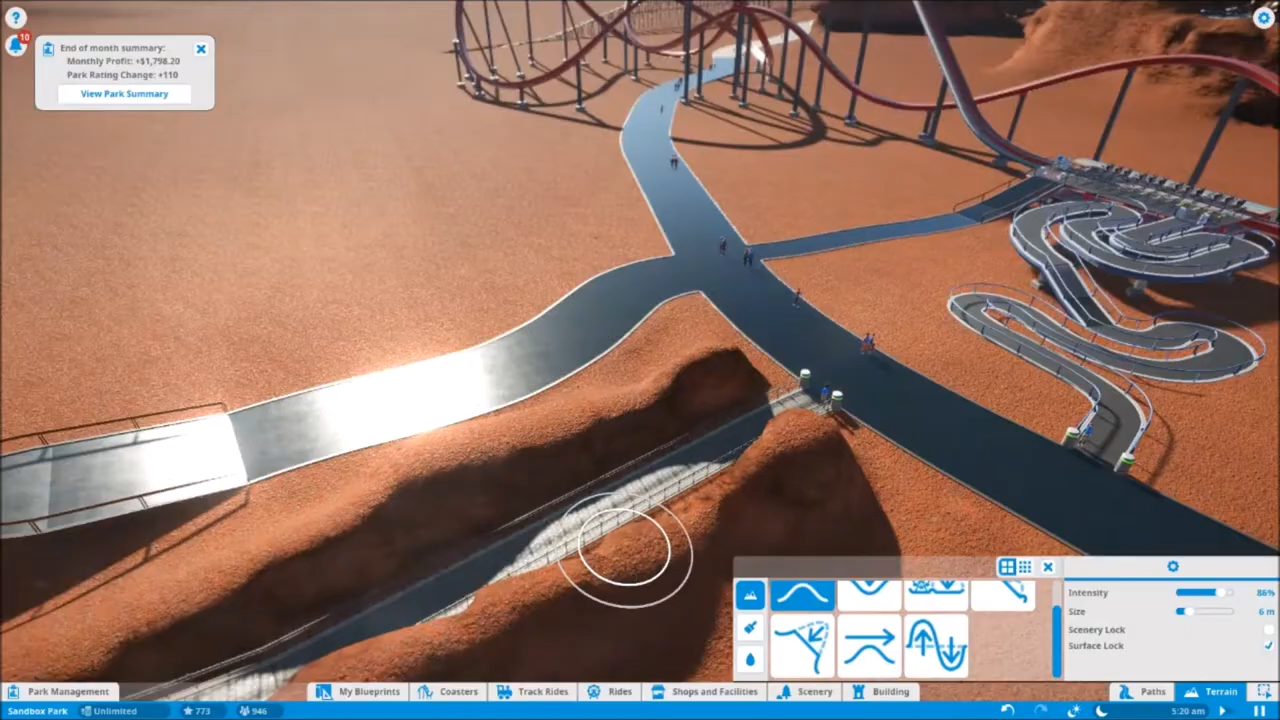 ?
10
End of month summary:
Monthly Profit: +$1,798.20
Park Rating Change: +110
View Park Summary
Intensity 86%
Size 6 m
Scenery Lock
Surface Lock
Park Management My Blueprints Coasters Track Rides Rides Shops and Facilities Scenery Building Paths Terrain
Sandbox Park Unlimited 773 946 5:20 am